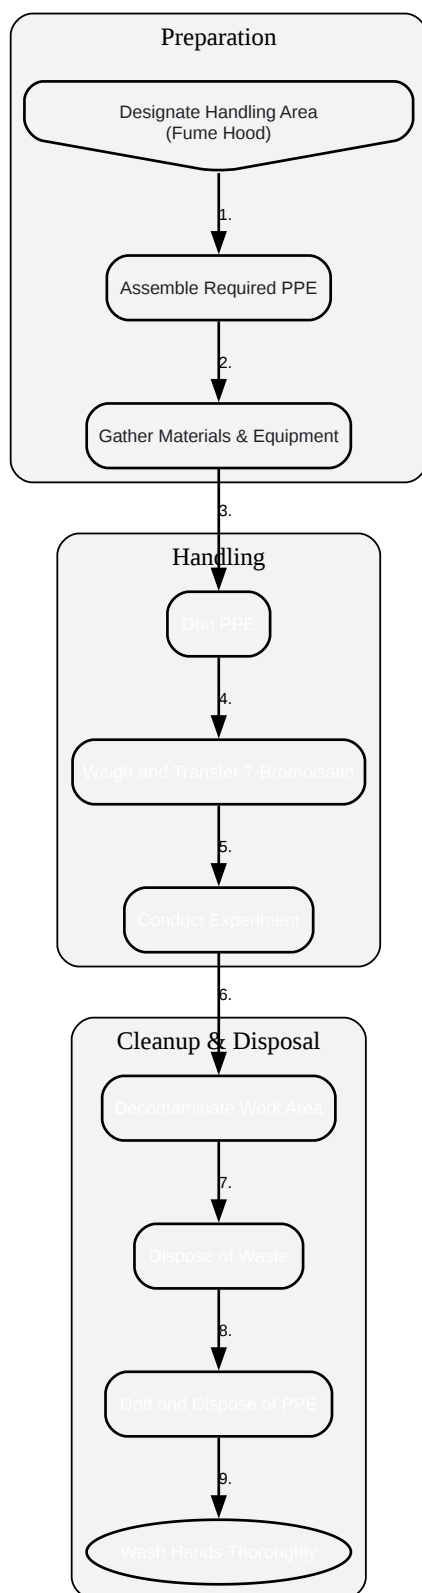 Preparation
Designate Handling Area
(Fume Hood)
1.
Assemble Required PPE
2.
Gather Materials & Equipment
3.
Handling
Don PPE
4.
Weigh and Transfer 7-Bromoisatin
5.
Conduct Experiment
6.
Cleanup & Disposal
Decontaminate Work Area
7.
Dispose of Waste
8.
Doff and Dispose of PPE
9.
Wash Hands Thoroughly